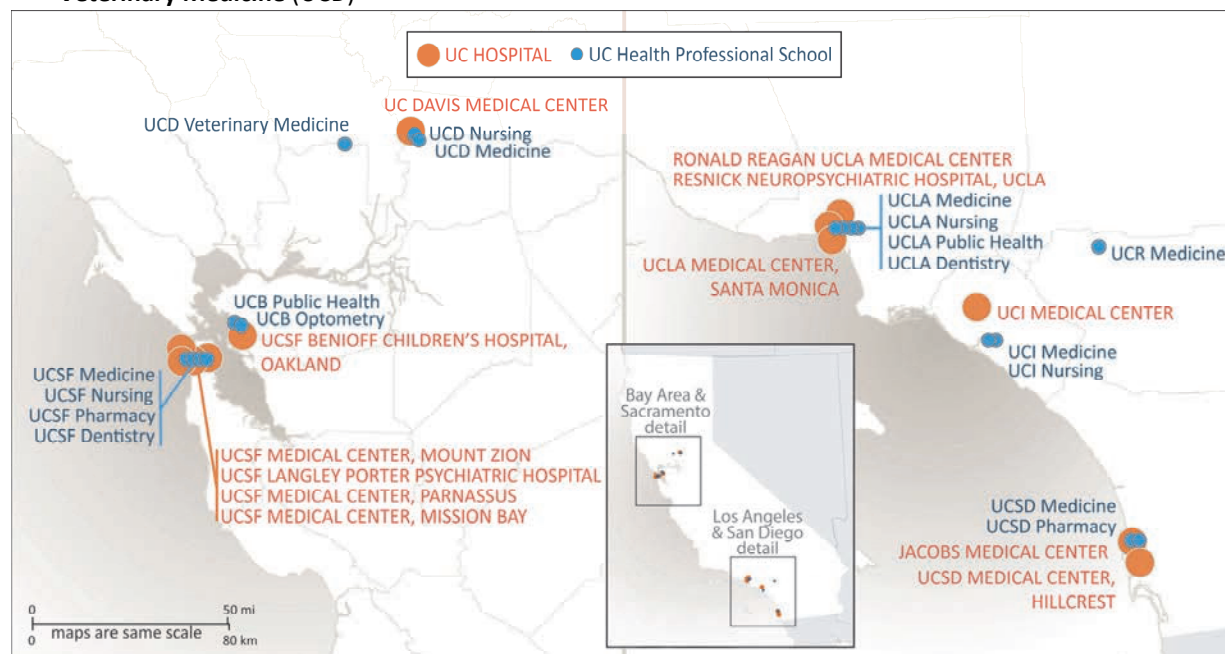 Veterinary Medicine (UCD)
UC HOSPITAL
UC Health Professional School
UC DAVIS MEDICAL CENTER
UCD Veterinary Medicine
UCD Nursing
UCD Medicine
UCB Public Health
UCB Optometry
UCSF BENIOFF CHILDREN'S HOSPITAL,
OAKLAND
UCSF Medicine
UCSF Nursing
UCSF Pharmacy
UCSF Dentistry
UCSF MEDICAL CENTER, MOUNT ZION
UCSF LANGLEY PORTER PSYCHIATRIC HOSPITAL
UCSF MEDICAL CENTER, PARNASSUS
UCSF MEDICAL CENTER, MISSION BAY
0 50 mi
maps are same scale
0 80 km
Bay Area &
Sacramento
detail
Los Angeles
& San Diego
detail
RONALD REAGAN UCLA MEDICAL CENTER
RESNICK NEUROPSYCHIATRIC HOSPITAL, UCLA
UCLA Medicine
UCLA Nursing
UCLA Public Health
UCLA Dentistry
UCLA MEDICAL CENTER,
SANTA MONICA
UCR Medicine
UCI MEDICAL CENTER
UCI Medicine
UCI Nursing
UCSD Medicine
UCSD Pharmacy
JACOBS MEDICAL CENTER
UCSD MEDICAL CENTER,
HILLCREST